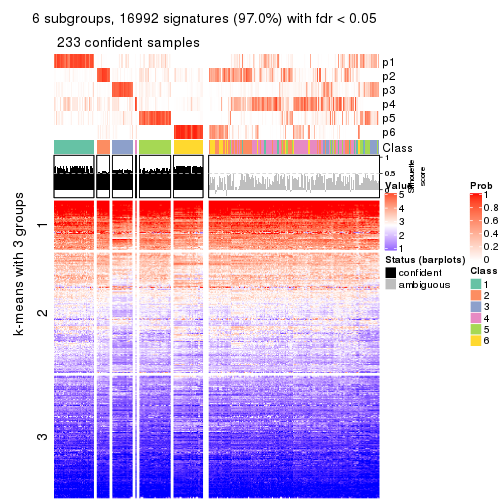 6 subgroups, 16992 signatures (97.0%) with fdr < 0.05
233 confident samples
p1
p2
p3
p4
p5
p6
Class
1
0.5
0
Silhouette
score
k-means with 3 groups
1
2
3
Value
5
4
3
2
1
Status (barplots)
confident
ambiguous
Prob
1
0.8
0.6
0.4
0.2
0
Class
1
2
3
4
5
6